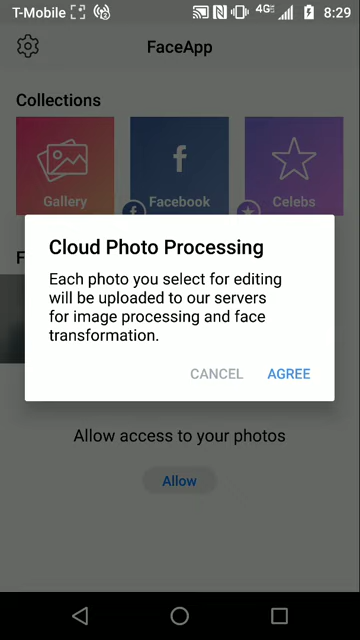 T-Mobile 4G 8:29
FaceApp
Collections
Gallery
Facebook
Celebs
F
Cloud Photo Processing
Each photo you select for editing
will be uploaded to our servers
for image processing and face
transformation.
CANCEL AGREE
Allow access to your photos
Allow